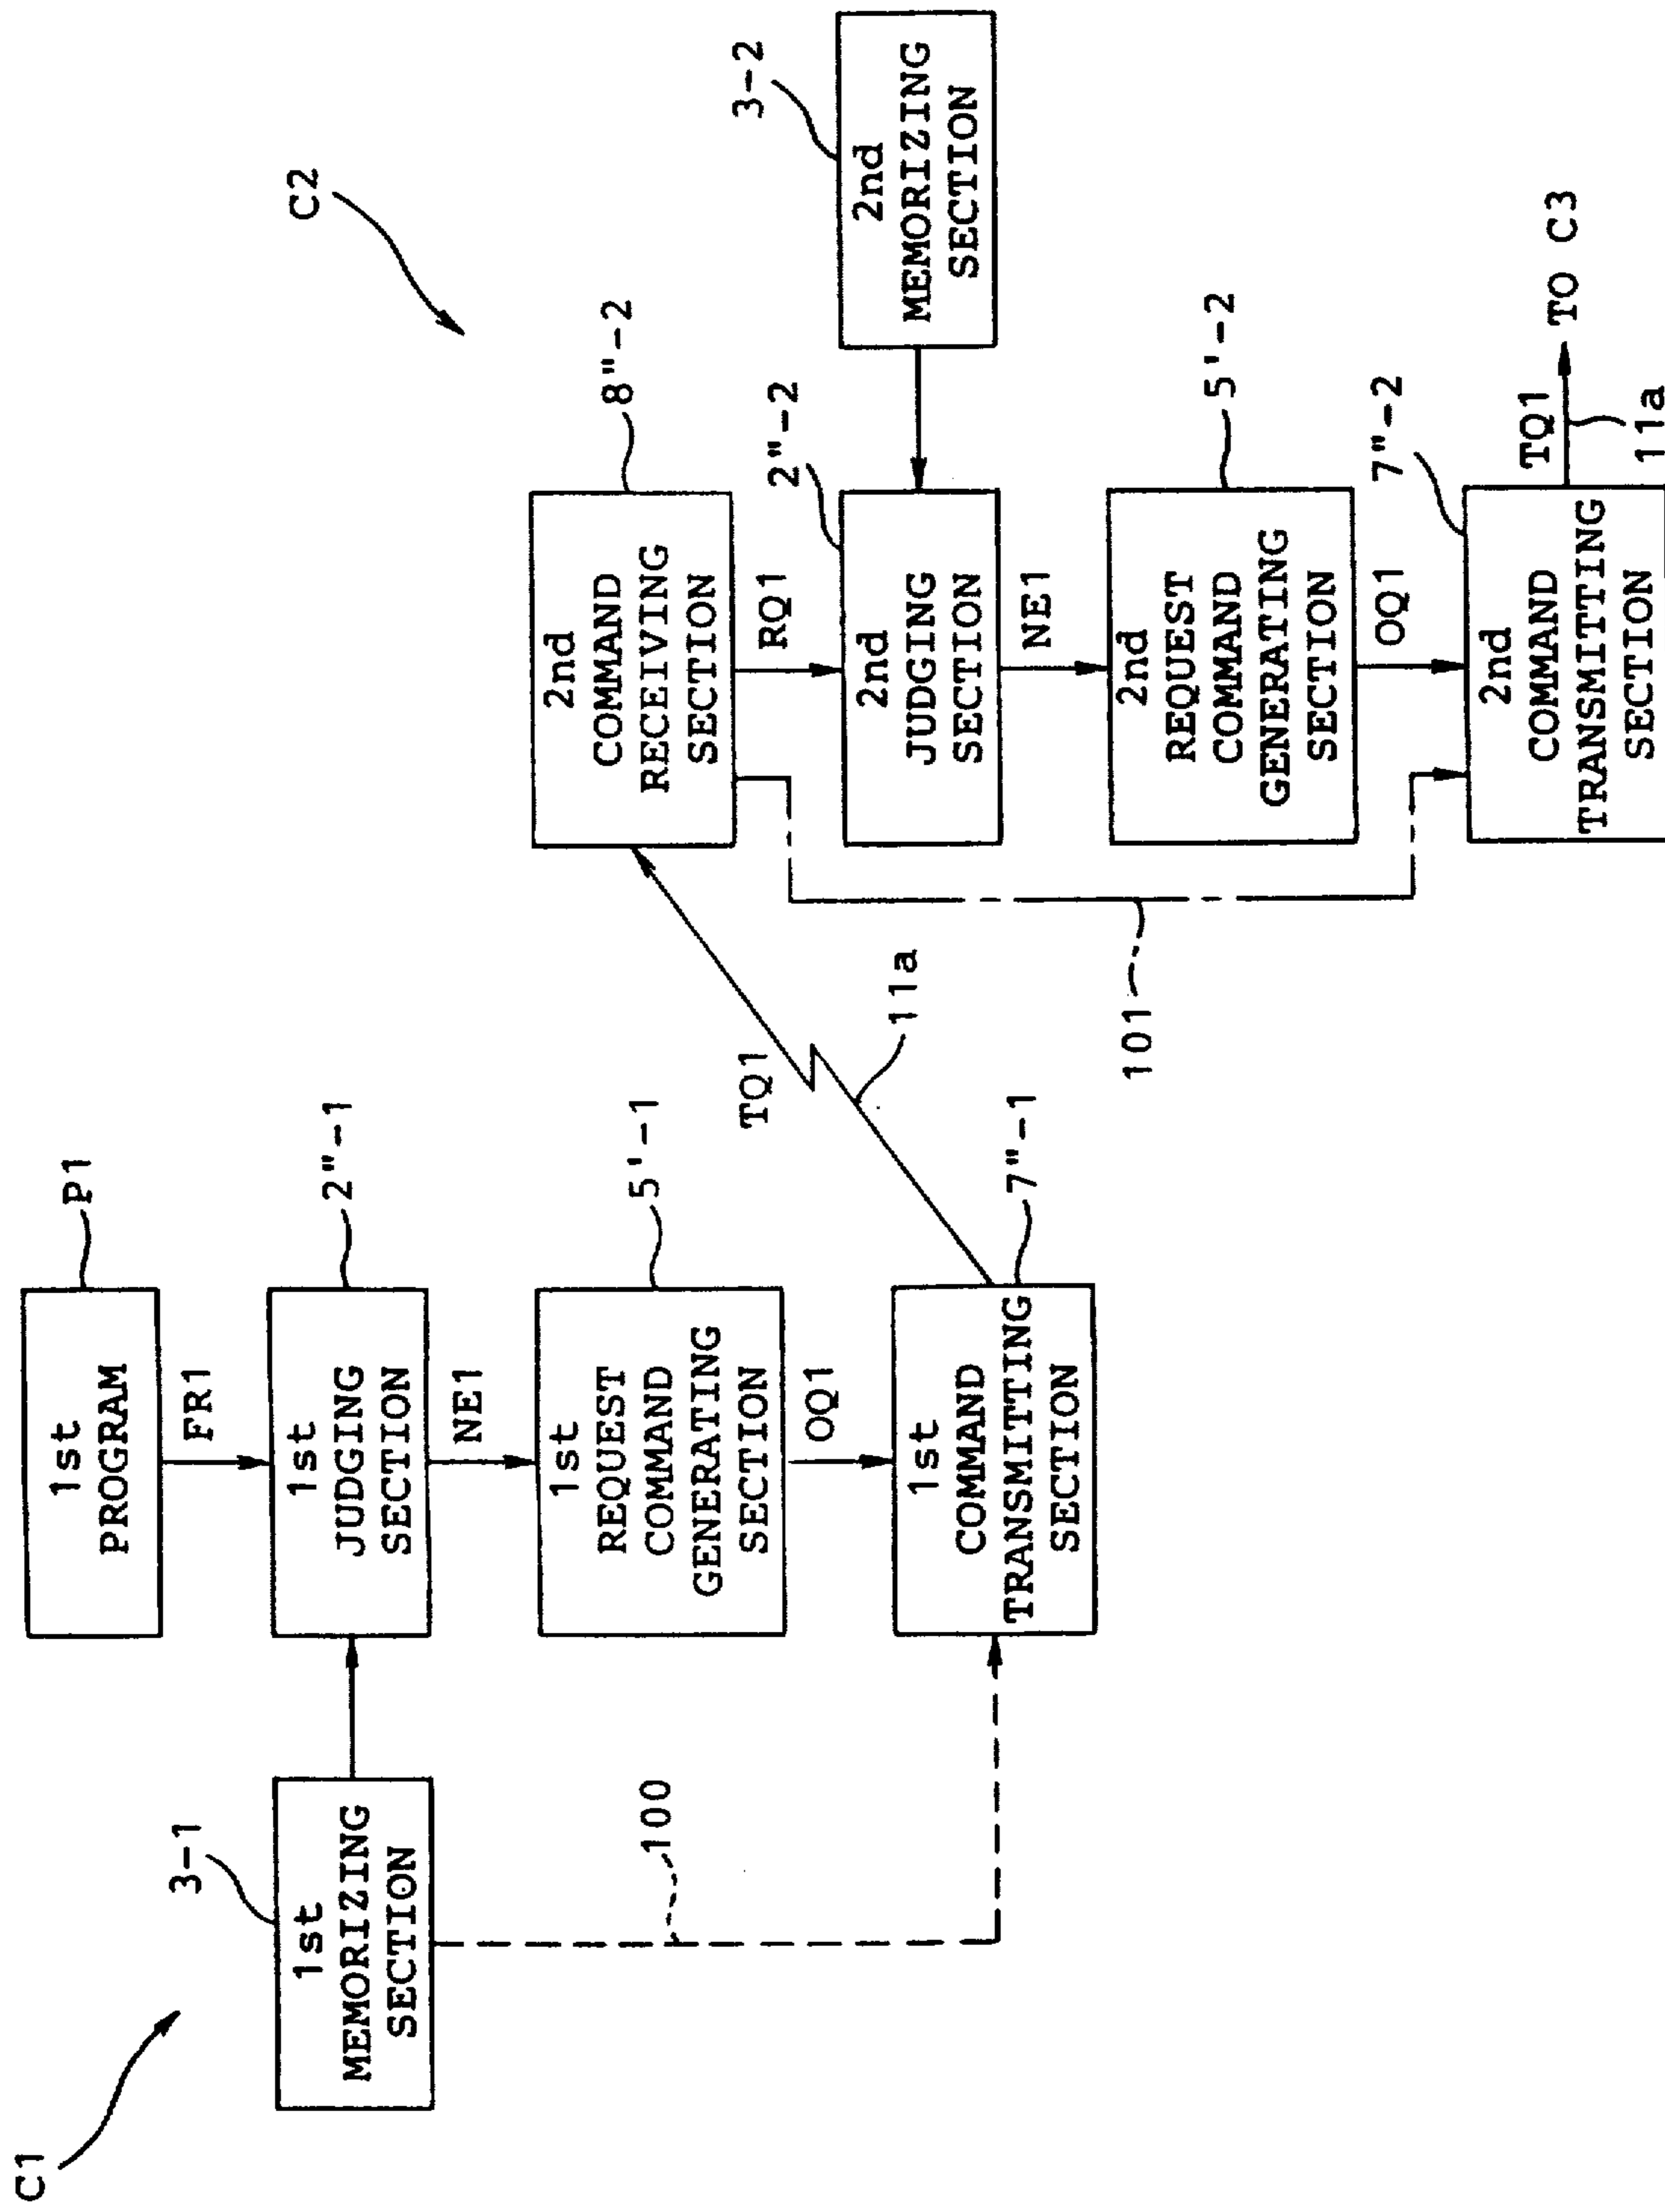 C1
3-1
1st
MEMORIZING
SECTION
100
1st
PROGRAM
P1
FR1
1st
JUDGING
SECTION
2"-1
NE1
1st
REQUEST
COMMAND
GENERATING
SECTION
5'-1
OQ1
1st
COMMAND
TRANSMITTING
SECTION
7"-1
TQ1
11a
C2
2nd
COMMAND
RECEIVING
SECTION
8"-2
RQ1
101
2nd
JUDGING
SECTION
2"-2
3-2
2nd
MEMORIZING
SECTION
NE1
2nd
REQUEST
COMMAND
GENERATING
SECTION
5'-2
OQ1
2nd
COMMAND
TRANSMITTING
SECTION
7"-2
TQ1
TO C3
11a